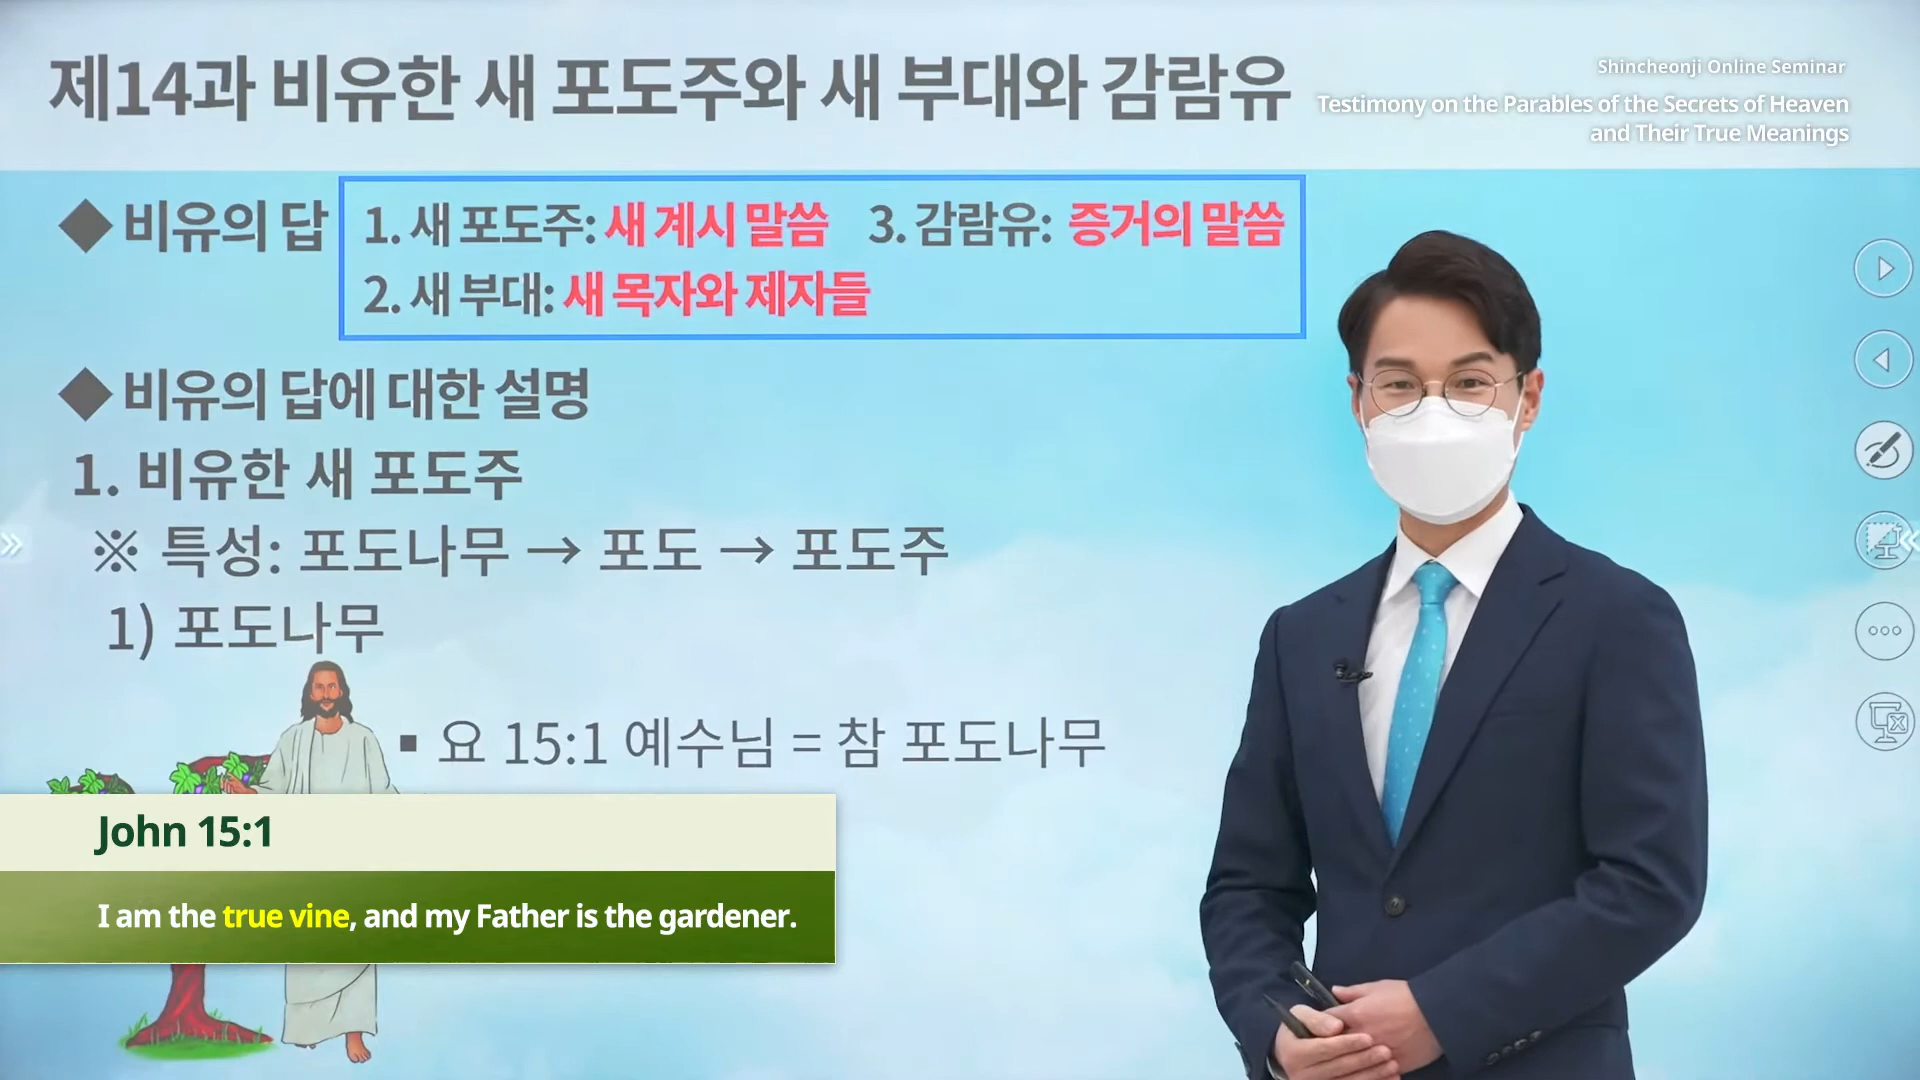 제14과 비유한 새 포도주와 새 부대와 감람유
Shincheonji Online Seminar
Testimony on the Parables of the Secrets of Heaven
and Their True Meanings
◆ 비유의 답
1. 새 포도주: 새 계시 말씀 3. 감람유: 증거의 말씀
2. 새 부대: 새 목자와 제자들
◆ 비유의 답에 대한 설명
1. 비유한 새 포도주
※ 특성: 포도나무 → 포도 → 포도주
1) 포도나무
▪ 요 15:1 예수님 = 참 포도나무
John 15:1
I am the true vine, and my Father is the gardener.